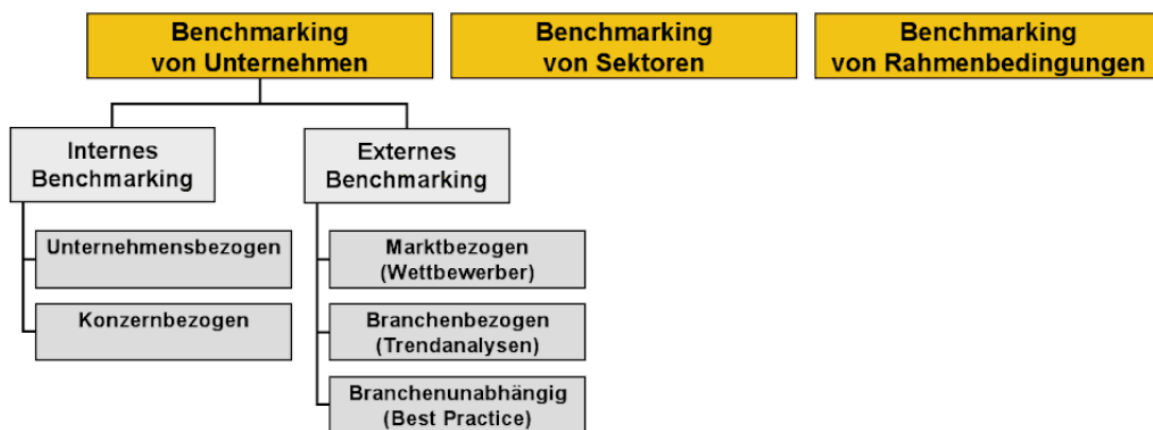 Benchmarking
von Unternehmen
Benchmarking
von Sektoren
Benchmarking
von Rahmenbedingungen
Internes
Benchmarking
Externes
Benchmarking
Unternehmensbezogen
Konzernbezogen
Marktbezogen
(Wettbewerber)
Branchenbezogen
(Trendanalysen)
Branchenunabhängig
(Best Practice)